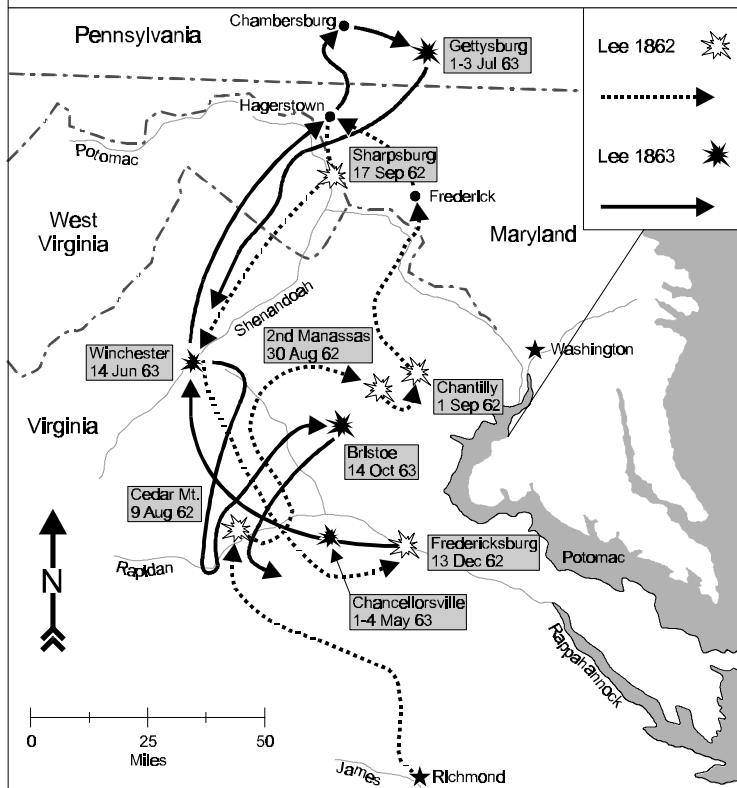 Chambersburg
Pennsylvania
Gettysburg
1-3 Jul 63
Lee 1862
Lee 1863
Hagerstown
Potomac
Sharpsburg
17 Sep 62
Frederick
West
Virginia
Maryland
Shenandoah
2nd Manassas
30 Aug 62
Washington
Winchester
14 Jun 63
Chantilly
1 Sep 62
Virginia
Bristoe
14 Oct 63
Cedar Mt.
9 Aug 62
Fredericksburg
13 Dec 62
Potomac
Rapidan
N
Chancellorsville
1-4 May 63
Rappahannock
0
25
50
Miles
James
Richmond